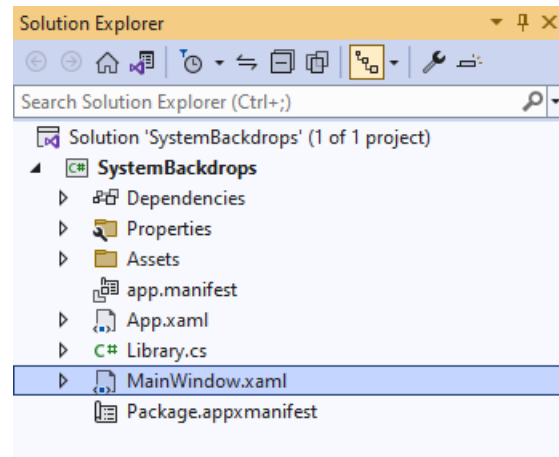 Solution Explorer
Search Solution Explorer (Ctrl+;)
Solution 'SystemBackdrops' (1 of 1 project)
C# SystemBackdrops
Dependencies
Properties
Assets
app.manifest
App.xaml
C# Library.cs
MainWindow.xaml
Package.appxmanifest